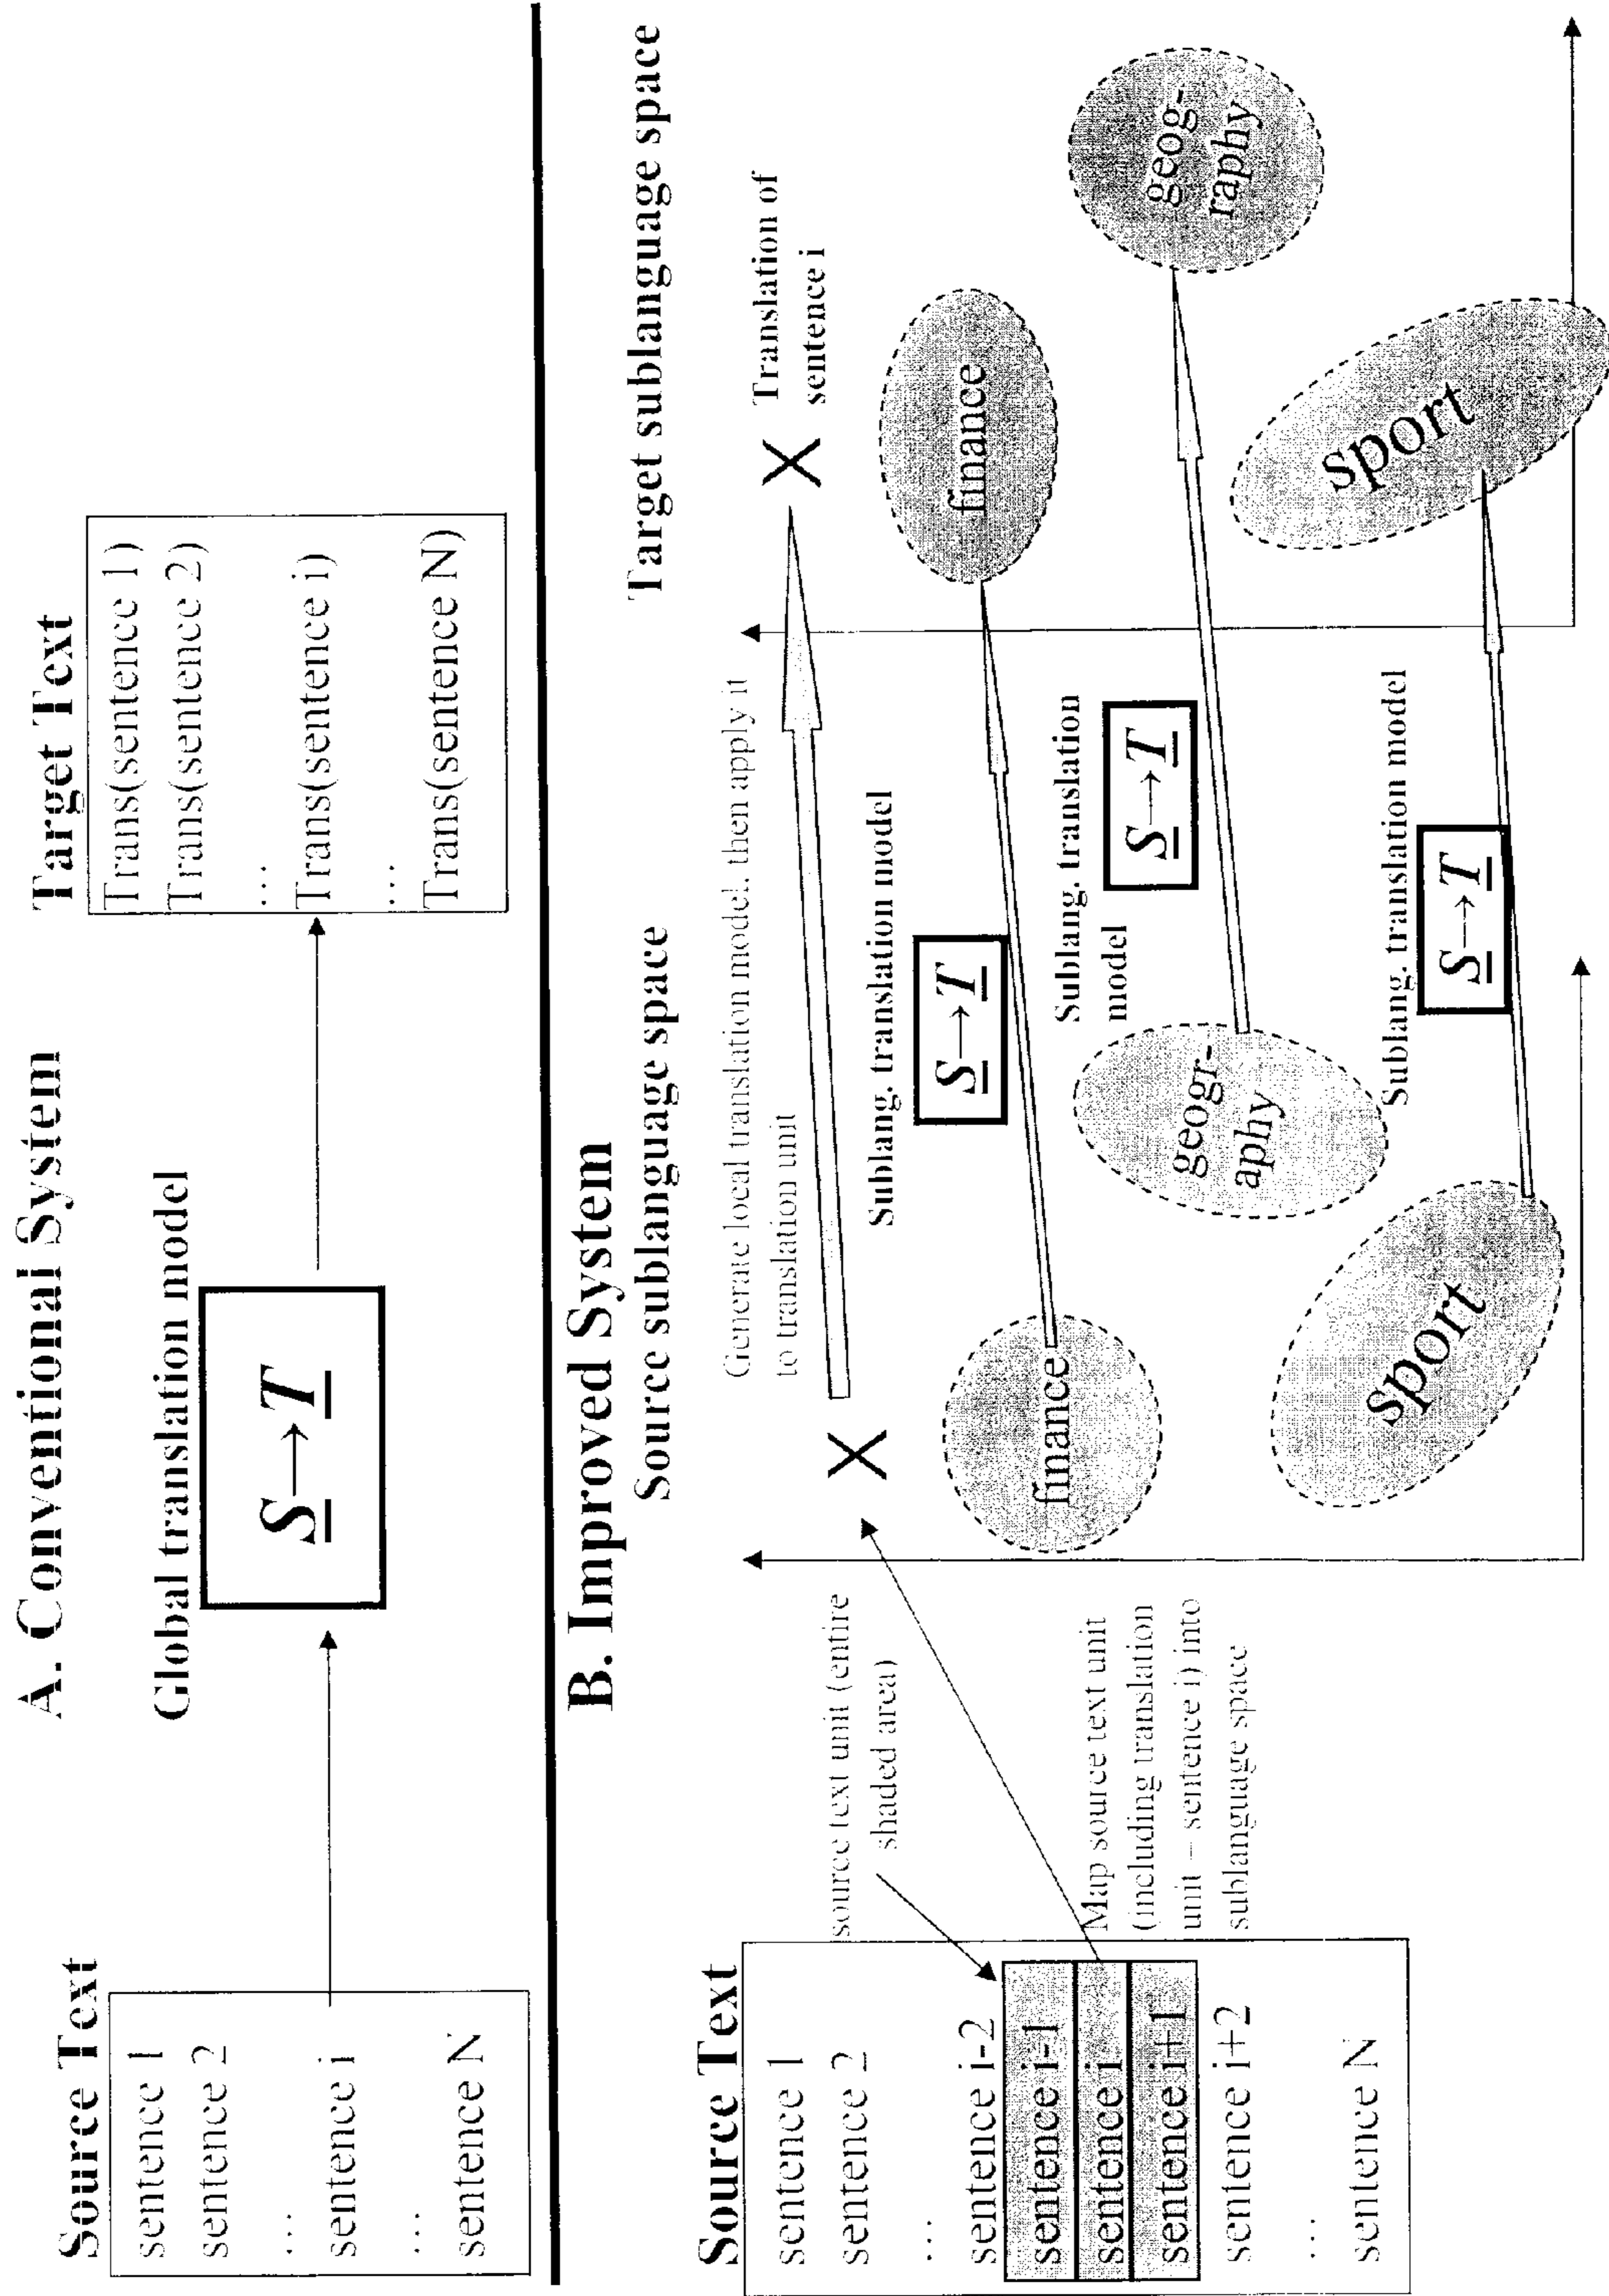 A. Conventional System
Source Text
sentence 1
sentence 2
...
sentence i
...
sentence N
Global translation model
S→T
Target Text
Trans(sentence 1)
Trans(sentence 2)
...
Trans(sentence i)
...
Trans(sentence N)
B. Improved System
Source Text
sentence 1
sentence 2
...
sentence i-2
sentence i-1
sentence i
sentence i+1
sentence i+2
...
sentence N
source text unit (entire
shaded area)
Map source text unit
(including translation
unit – sentence i) into
sublanguage space
Source sublanguage space
X
finance
geogr-
aphy
sport
Generate local translation model, then apply it
to translation unit
Sublang. translation model
S→T
Sublang. translation
model
S→T
Sublang. translation model
S→T
Target sublanguage space
X
Translation of
sentence i
finance
geog-
raphy
sport